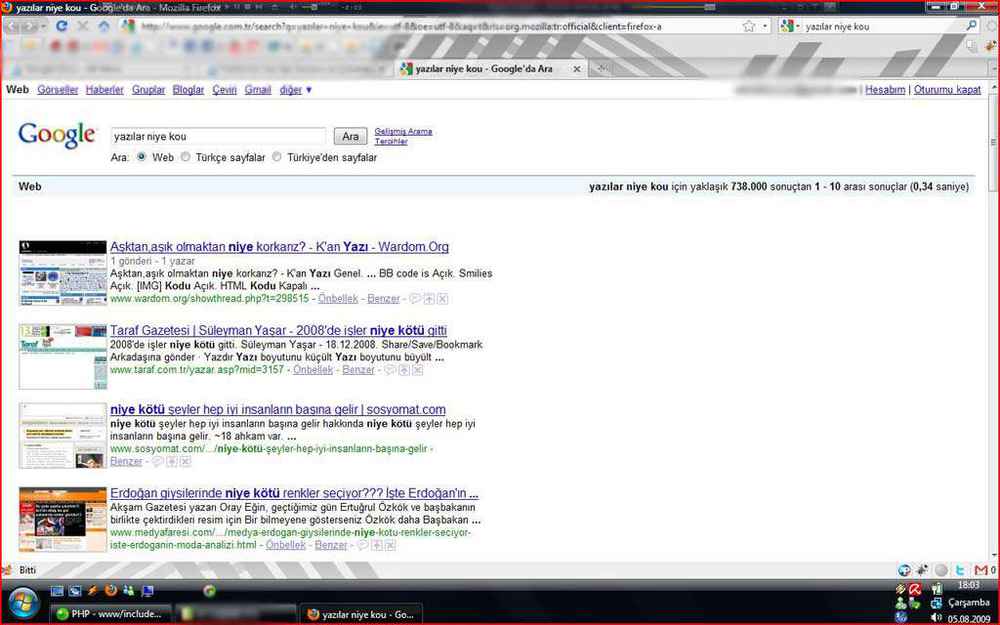 yazılar niye kou - Google'da Ara - Mozilla Firefox
http://www.google.com.tr/search?q=yazılar+niye+kou&ie=utf-8&oe=utf-8&aq=t&rls=org.mozilla:tr:official&client=firefox-a
yazılar niye kou
yazılar niye kou - Google'da Ara
Web Görseller Haberler Gruplar Bloglar Çeviri Gmail diğer ▼
| Hesabım | Oturumu kapat
Google
yazılar niye kou
Ara
Gelişmiş Arama
Tercihler
Ara: Web Türkçe sayfalar Türkiye'den sayfalar
Web
yazılar niye kou için yaklaşık 738.000 sonuçtan 1 - 10 arası sonuçlar (0,34 saniye)
Aşktan,aşık olmaktan niye korkarız? - K'an Yazı - Wardom.Org
1 gönderi - 1 yazar
Aşktan,aşık olmaktan niye korkarız? - K'an Yazı Genel. ... BB code is Açık. Smilies
Açık. [IMG] Kodu Açık. HTML Kodu Kapalı ...
www.wardom.org/showthread.php?t=298515 - Önbellek - Benzer -
Taraf Gazetesi | Süleyman Yaşar - 2008'de işler niye kötü gitti
2008'de işler niye kötü gitti. Süleyman Yaşar - 18.12.2008. Share/Save/Bookmark
Arkadaşına gönder · Yazdır Yazı boyutunu küçült Yazı boyutunu büyült ...
www.taraf.com.tr/yazar.asp?mid=3157 - Önbellek - Benzer -
niye kötü şeyler hep iyi insanların başına gelir | sosyomat.com
niye kötü şeyler hep iyi insanların başına gelir hakkında niye kötü şeyler hep iyi
insanların başına gelir. ~18 ahkam var. ...
www.sosyomat.com/.../niye-kötü-şeyler-hep-iyi-insanların-başına-gelir -
Benzer -
Erdoğan giysilerinde niye kötü renkler seçiyor??? İşte Erdoğan'ın ...
Akşam Gazetesi yazarı Oray Eğin, geçtiğimiz gün Ertuğrul Özkök ve başbakanın
birlikte çektirdikleri resim için Bir bilmeyene gösterseniz Özkök daha Başbakan ...
www.medyafaresi.com/.../medya-erdogan-giysilerinde-niye-kotu-renkler-seciyor-
iste-erdoganin-moda-analizi.html - Önbellek - Benzer -
Bitti
0
PHP - www/include...
yazılar niye kou - Go...
18:03
Çarşamba
05.08.2009